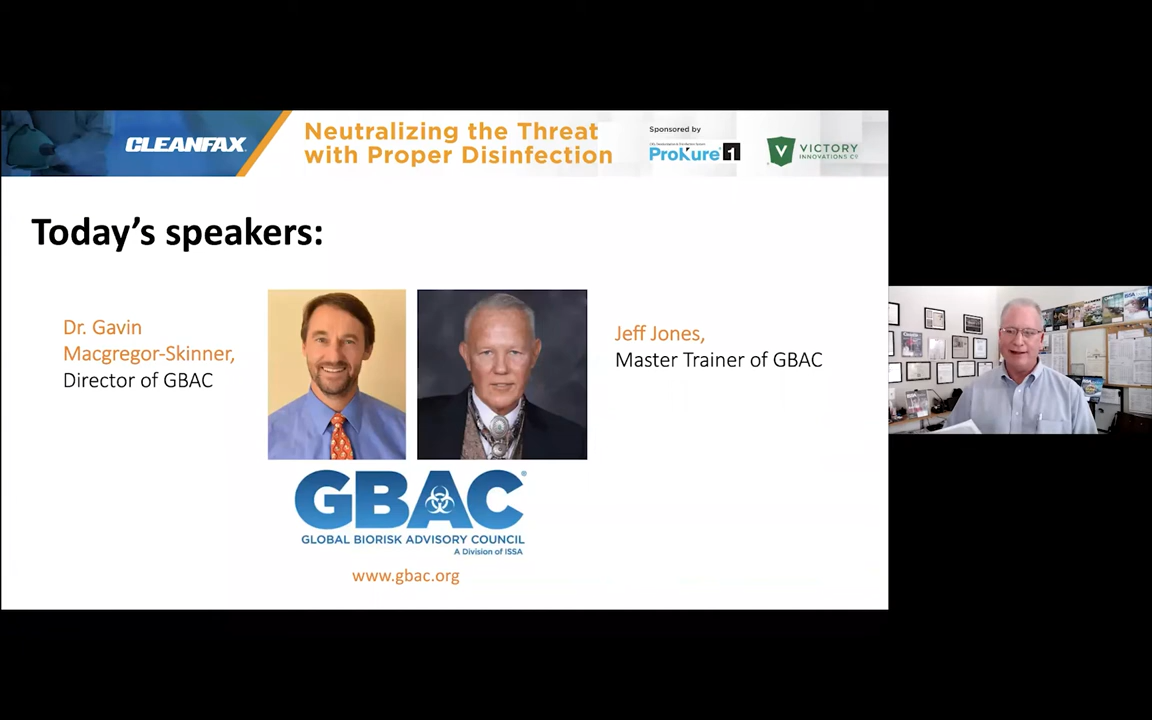 CLEANFAX
Neutralizing the Threat
with Proper Disinfection
Sponsored by
ProKure 1
V
VICTORY
INNOVATIONS CO
Today's speakers:
Dr. Gavin
Macgregor-Skinner,
Director of GBAC
Jeff Jones,
Master Trainer of GBAC
GBAC
GLOBAL BIORISK ADVISORY COUNCIL
A Division of ISSA
www.gbac.org